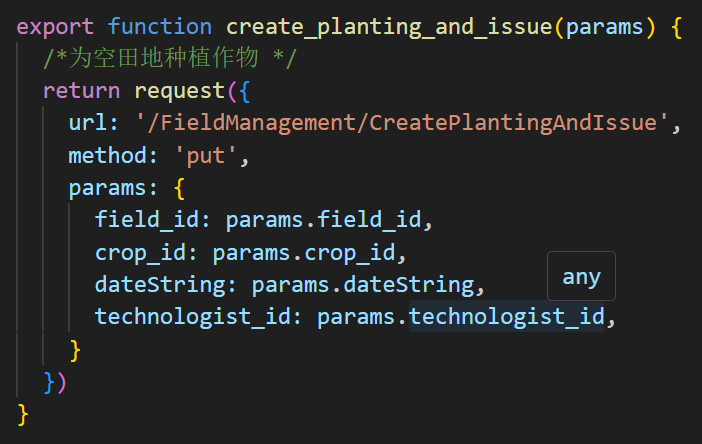 export function create_planting_and_issue(params) {
/*为空田地种植作物 */
return request({
url: '/FieldManagement/CreatePlantingAndIssue',
method: 'put',
params: {
field_id: params.field_id,
crop_id: params.crop_id,
dateString: params.dateString,
any
technologist_id: params.technologist_id,
}
})
}